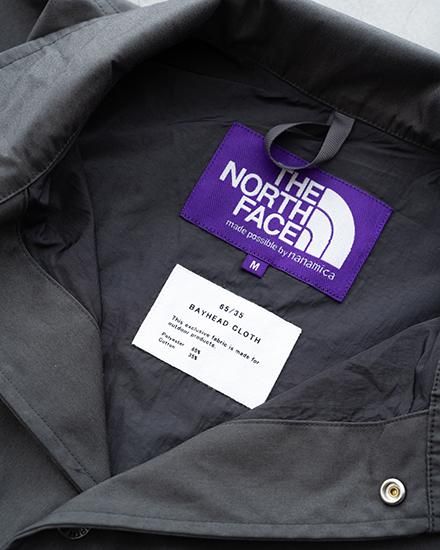 THE
NORTH
FACE
made possible by nanamica
M
65/35
BAYHEAD CLOTH
This exclusive fabric is made for
outdoor products.
Polyester 65%
Cotton 35%